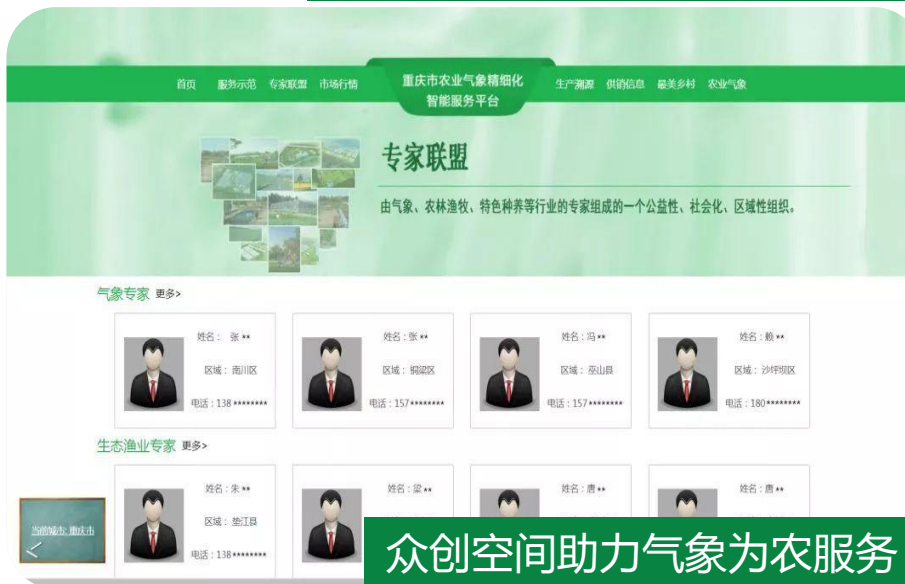 首页 服务示范 专家联盟 市场行情 重庆市农业气象精细化 生产溯源 供销信息 最美乡村 农业气象
智能服务平台
专家联盟
由气象、农林渔牧、特色种养等行业的专家组成的一个公益性、社会化、区域性组织。
气象专家 更多>
姓名： 张 ** 姓名：张 ** 姓名：冯 ** 姓名：赖 **
区域： 南川区 区域： 铜梁区 区域： 巫山县 区域： 沙坪坝区
电话：138 ******** 电话：157 ******** 电话：157 ******** 电话：180 ********
生态渔业专家 更多>
姓名：朱 ** 姓名：梁 ** 姓名：唐 ** 姓名：唐 **
当前城市: 重庆市 区域： 垫江县
电话：138 ********
众创空间助力气象为农服务